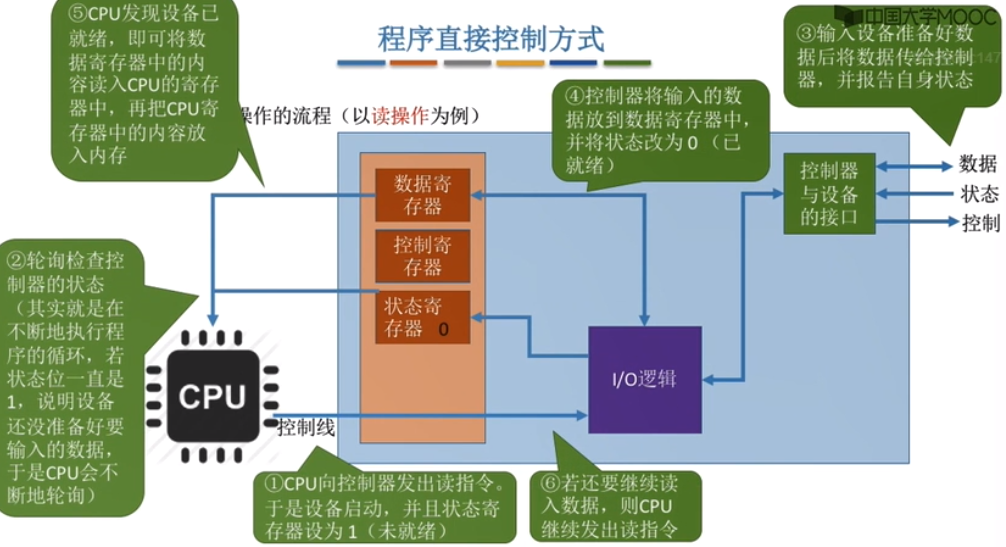 ⑤CPU发现设备已
就绪，即可将数
据寄存器中的内
容读入CPU的寄存
器中，再把CPU寄
存器中的内容放
入内存
程序直接控制方式
中国大学MOOC
③输入设备准备好数
据后将数据传给控制
器，并报告自身状态
操作的流程（以读操作为例）
④控制器将输入的数
据放到数据寄存器中，
并将状态改为 0 （已
就绪）
数据寄
存器
控制寄
存器
状态寄
存器 0
控制器
与设备
的接口
数据
状态
控制
②轮询检查控
制器的状态
（其实就是在
不断地执行程
序的循环，若
状态位一直是
1，说明设备
还没准备好要
输入的数据，
于是CPU会不
断地轮询）
CPU
I/O逻辑
控制线
①CPU向控制器发出读指令。
于是设备启动，并且状态寄
存器设为 1（未就绪）
⑥若还要继续读
入数据，则CPU
继续发出读指令